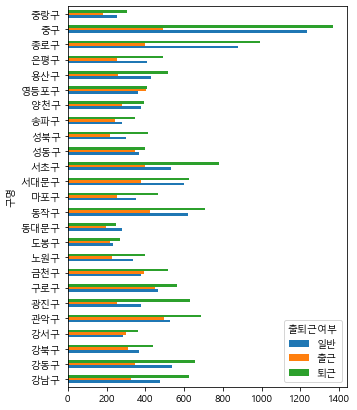 중랑구
중구
종로구
은평구
용산구
영등포구
양천구
송파구
성북구
성동구
서초구
서대문구
마포구
동작구
동대문구
도봉구
노원구
금천구
구로구
광진구
관악구
강서구
강북구
강동구
강남구
구명
출퇴근여부
일반
출근
퇴근
0 200 400 600 800 1000 1200 1400